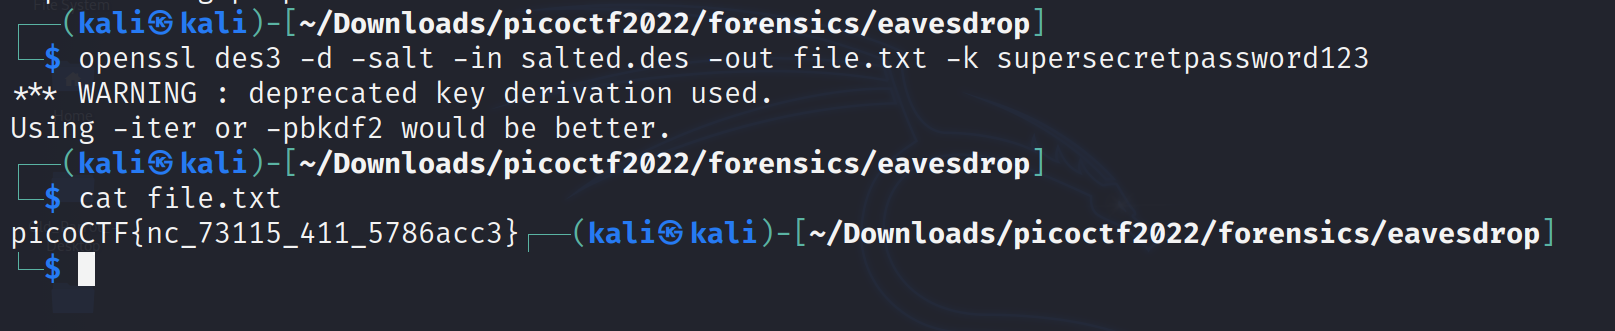 ┌──(kali㉿kali)-[~/Downloads/picoctf2022/forensics/eavesdrop]
└─$ openssl des3 -d -salt -in salted.des -out file.txt -k supersecretpassword123
*** WARNING : deprecated key derivation used.
Using -iter or -pbkdf2 would be better.
┌──(kali㉿kali)-[~/Downloads/picoctf2022/forensics/eavesdrop]
└─$ cat file.txt
picoCTF{nc_73115_411_5786acc3}┌──(kali㉿kali)-[~/Downloads/picoctf2022/forensics/eavesdrop]
└─$